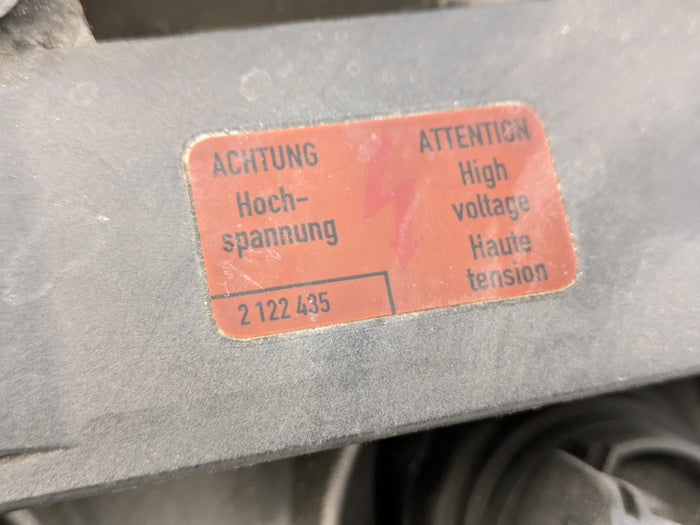 ACHTUNG
Hoch-
spannung
2 122 435
ATTENTION
High
voltage
Haute
tension